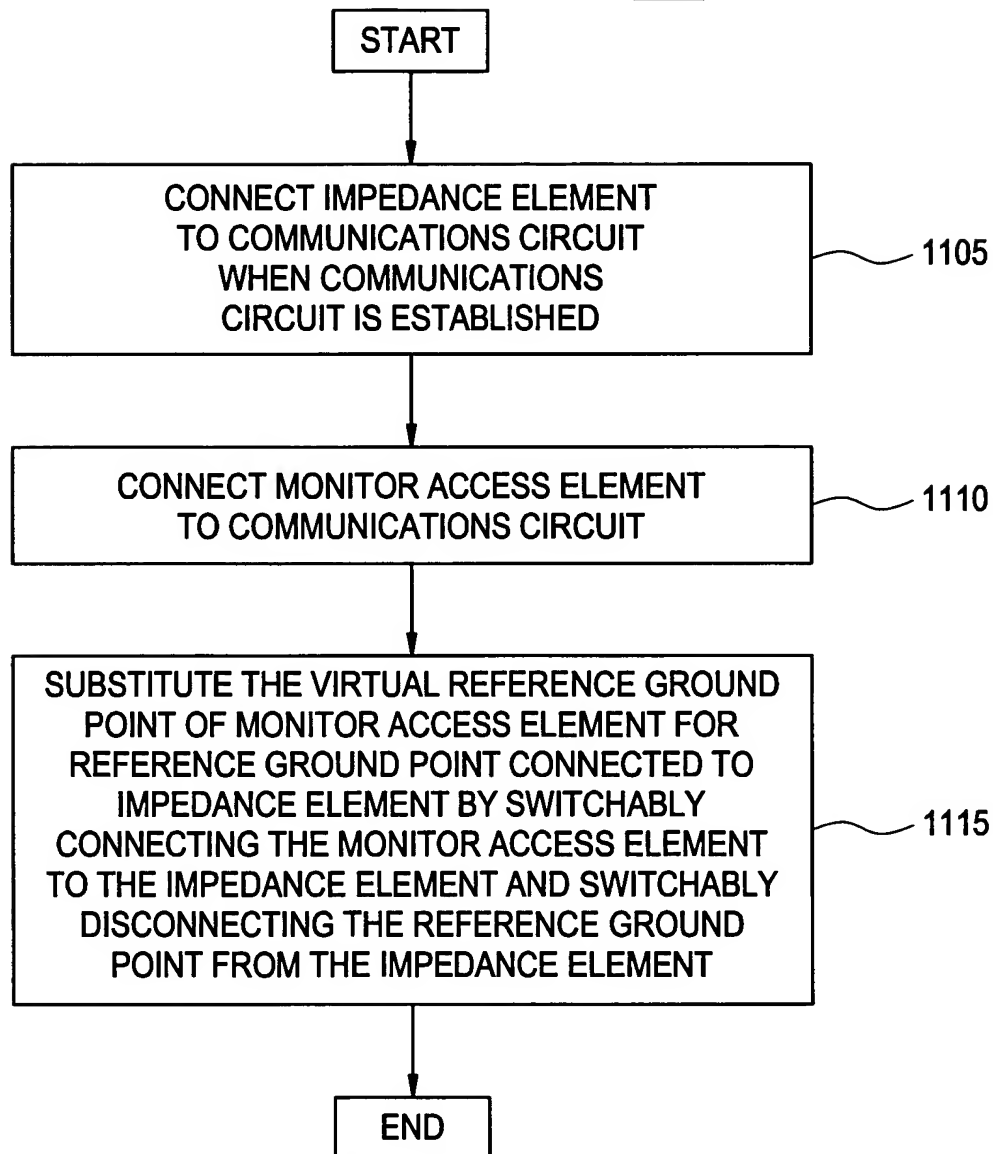 START
CONNECT IMPEDANCE ELEMENT
TO COMMUNICATIONS CIRCUIT
WHEN COMMUNICATIONS
CIRCUIT IS ESTABLISHED
1105
CONNECT MONITOR ACCESS ELEMENT
TO COMMUNICATIONS CIRCUIT
1110
SUBSTITUTE THE VIRTUAL REFERENCE GROUND
POINT OF MONITOR ACCESS ELEMENT FOR
REFERENCE GROUND POINT CONNECTED TO
IMPEDANCE ELEMENT BY SWITCHABLY
CONNECTING THE MONITOR ACCESS ELEMENT
TO THE IMPEDANCE ELEMENT AND SWITCHABLY
DISCONNECTING THE REFERENCE GROUND
POINT FROM THE IMPEDANCE ELEMENT
1115
END